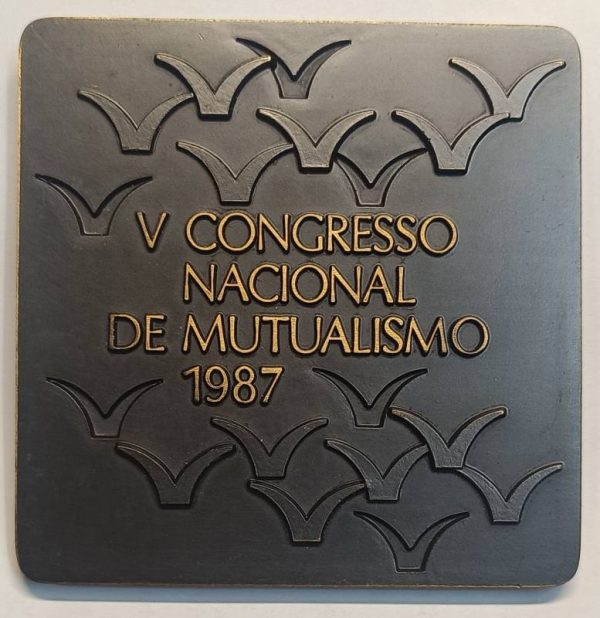 V CONGRESSO
NACIONAL
DE MUTUALISMO
1987